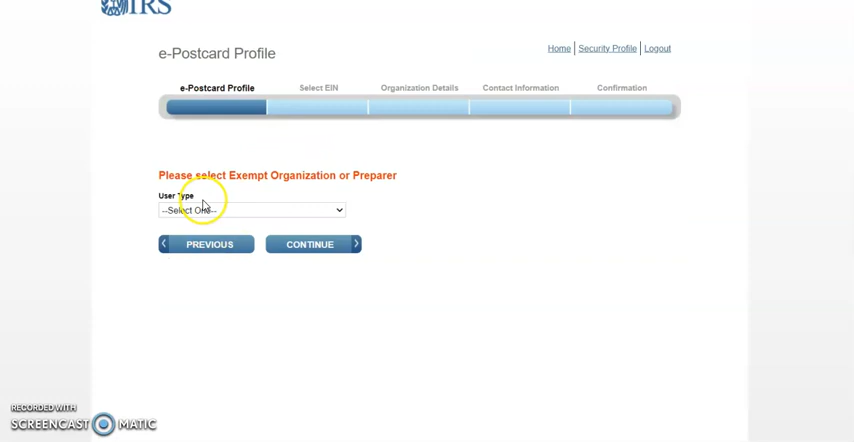 IRS
e-Postcard Profile
Home | Security Profile | Logout
e-Postcard Profile
Select EIN
Organization Details
Contact Information
Confirmation
Please select Exempt Organization or Preparer
User Type
--Select One--
PREVIOUS
CONTINUE
RECORDED WITH
SCREENCAST MATIC